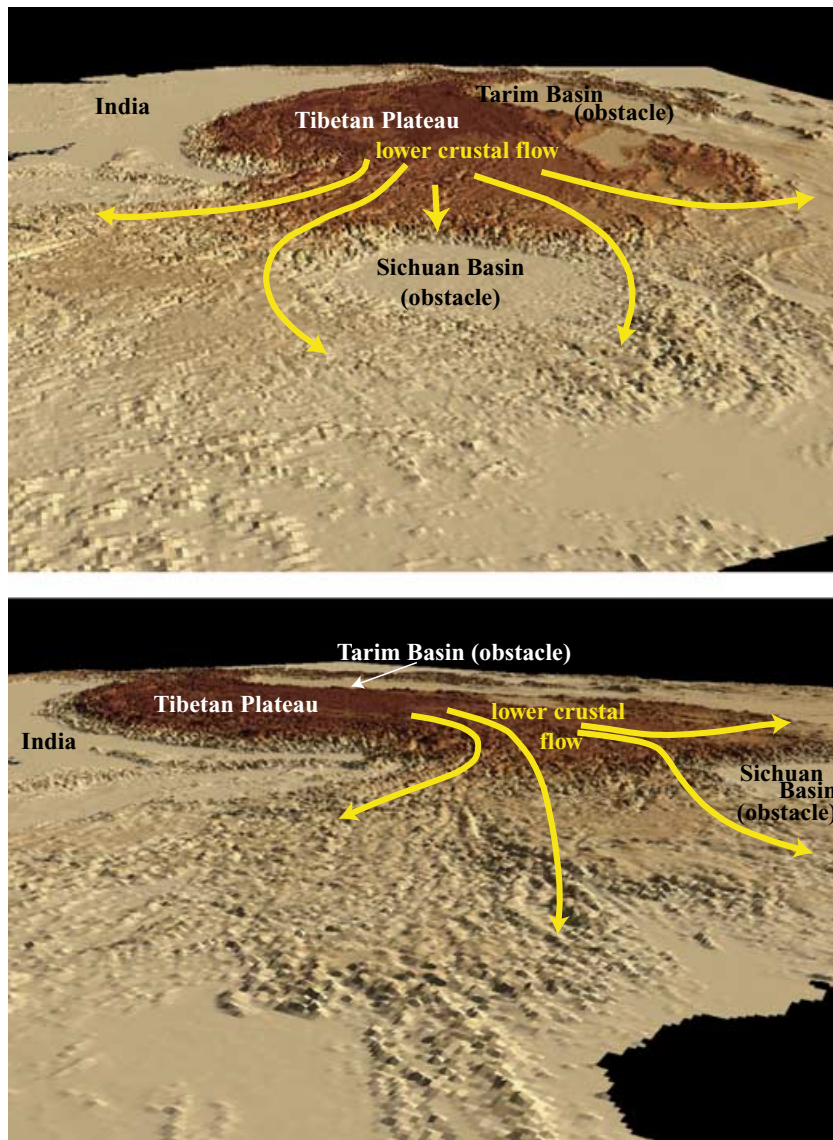 India
Tarim Basin
(obstacle)
Tibetan Plateau
lower crustal flow
Sichuan Basin
(obstacle)
Tarim Basin (obstacle)
Tibetan Plateau
lower crustal
flow
India
Sichuan
Basin
(obstacle)